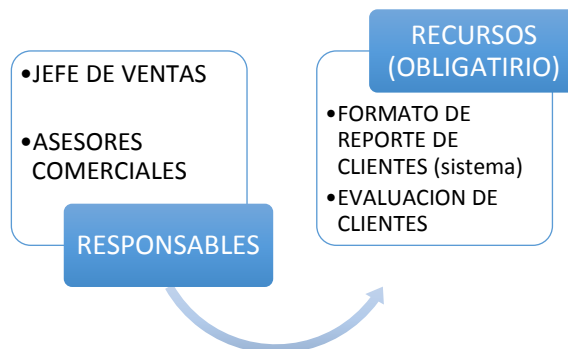 •JEFE DE VENTAS
•ASESORES
COMERCIALES
RESPONSABLES
RECURSOS
(OBLIGATIRIO)
•FORMATO DE
REPORTE DE
CLIENTES (sistema)
•EVALUACION DE
CLIENTES